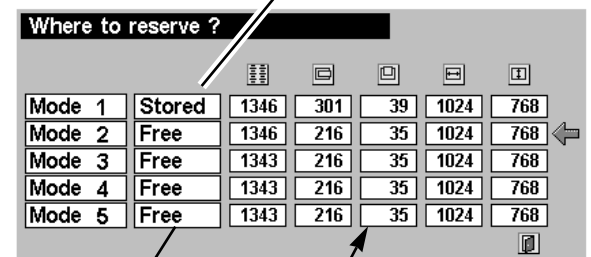 Where to reserve ?
Mode 1 Stored 1346 301 39 1024 768
Mode 2 Free 1346 216 35 1024 768
Mode 3 Free 1343 216 35 1024 768
Mode 4 Free 1343 216 35 1024 768
Mode 5 Free 1343 216 35 1024 768